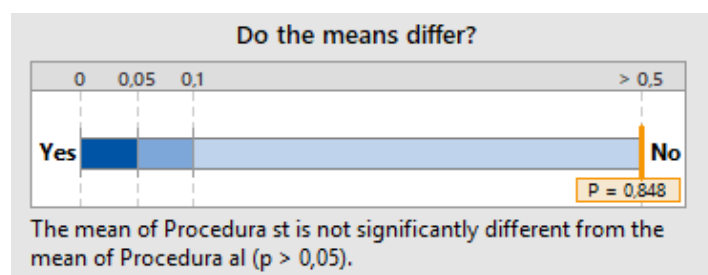 Do the means differ?
0 0,05 0,1 > 0,5
Yes No
P = 0,848
The mean of Procedura st is not significantly different from the
mean of Procedura al (p > 0,05).